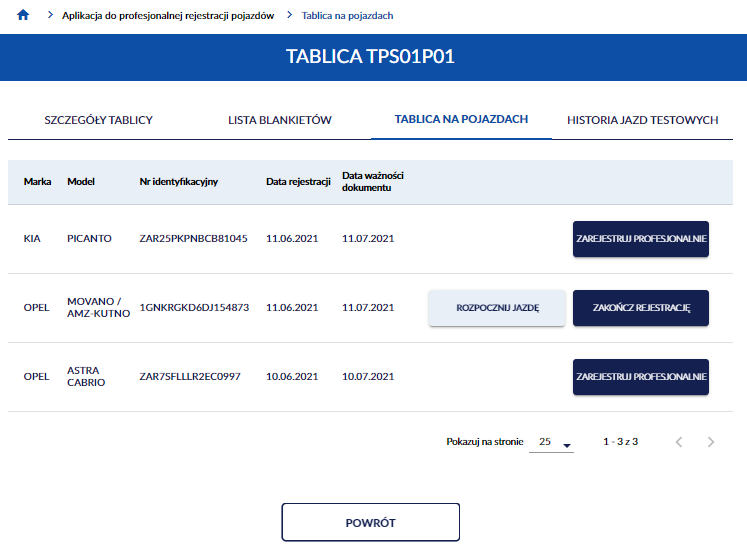 Aplikacja do profesjonalnej rejestracji pojazdów Tablica na pojazdach
TABLICA TPS01P01
SZCZEGÓŁY TABLICY LISTA BLANKIETÓW TABLICA NA POJAZDACH HISTORIA JAZD TESTOWYCH
Marka Model Nr identyfikacyjny Data rejestracji Data ważności dokumentu
KIA PICANTO ZAR25PKPNBCB81045 11.06.2021 11.07.2021 ZAREJESTRUJ PROFESJONALNIE
OPEL MOVANO / AMZ-KUTNO 1GNKRGKD6DJ154873 11.06.2021 11.07.2021 ROZPOCZNIJ JAZDĘ ZAKOŃCZ REJESTRACJĘ
OPEL ASTRA CABRIO ZAR7SFLLLR2EC0997 10.06.2021 10.07.2021 ZAREJESTRUJ PROFESJONALNIE
Pokazuj na stronie 25 1 - 3 z 3
POWRÓT